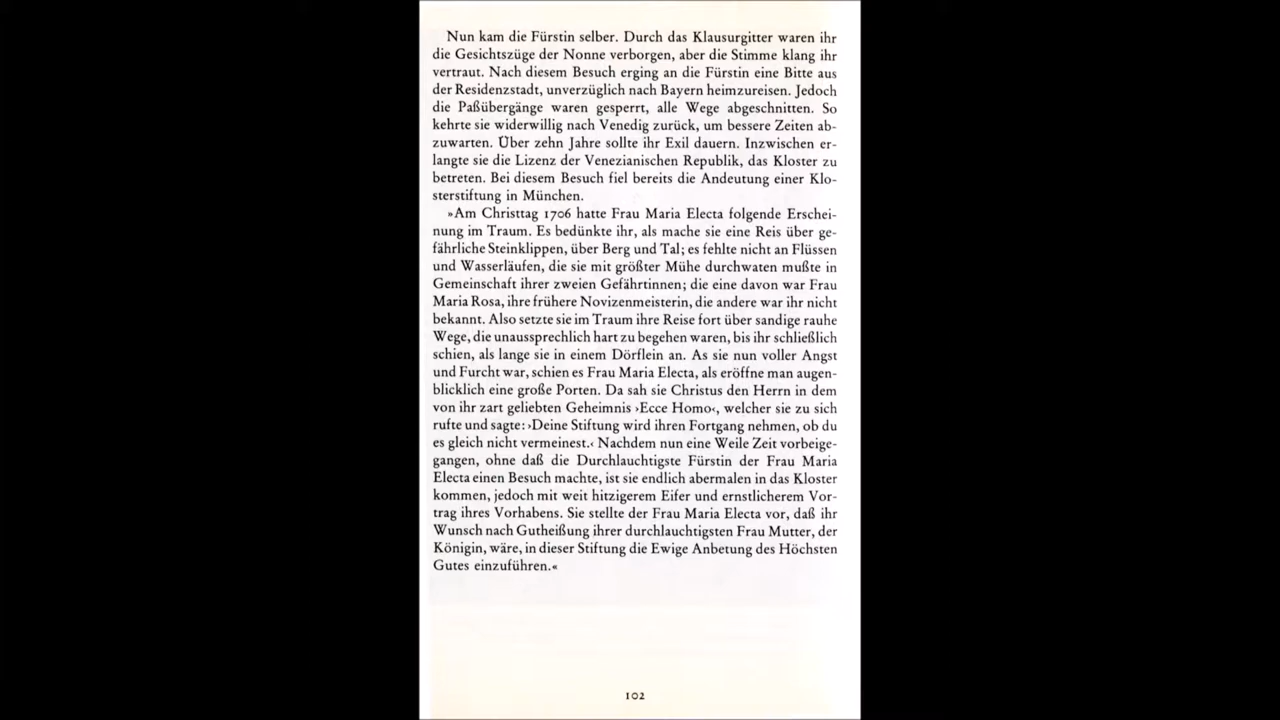 Nun kam die Fürstin selber. Durch das Klausurgitter waren ihr
die Gesichtszüge der Nonne verborgen, aber die Stimme klang ihr
vertraut. Nach diesem Besuch erging an die Fürstin eine Bitte aus
der Residenzstadt, unverzüglich nach Bayern heimzureisen. Jedoch
die Paßübergänge waren gesperrt, alle Wege abgeschnitten. So
kehrte sie widerwillig nach Venedig zurück, um bessere Zeiten ab-
zuwarten. Über zehn Jahre sollte ihr Exil dauern. Inzwischen er-
langte sie die Lizenz der Venezianischen Republik, das Kloster zu
betreten. Bei diesem Besuch fiel bereits die Andeutung einer Klo-
sterstiftung in München.
»Am Christtag 1706 hatte Frau Maria Electa folgende Erschei-
nung im Traum. Es bedünkte ihr, als mache sie eine Reis über ge-
fährliche Steinklippen, über Berg und Tal; es fehlte nicht an Flüssen
und Wasserläufen, die sie mit größter Mühe durchwaten mußte in
Gemeinschaft ihrer zweien Gefährtinnen; die eine davon war Frau
Maria Rosa, ihre frühere Novizenmeisterin, die andere war ihr nicht
bekannt. Also setzte sie im Traum ihre Reise fort über sandige rauhe
Wege, die unaussprechlich hart zu begehen waren, bis ihr schließlich
schien, als lange sie in einem Dörflein an. As sie nun voller Angst
und Furcht war, schien es Frau Maria Electa, als eröffne man augen-
blicklich eine große Porten. Da sah sie Christus den Herrn in dem
von ihr zart geliebten Geheimnis ›Ecce Homo‹, welcher sie zu sich
rufte und sagte: ›Deine Stiftung wird ihren Fortgang nehmen, ob du
es gleich nicht vermeinest.‹ Nachdem nun eine Weile Zeit vorbeige-
gangen, ohne daß die Durchlauchtigste Fürstin der Frau Maria
Electa einen Besuch machte, ist sie endlich abermalen in das Kloster
kommen, jedoch mit weit hitzigerem Eifer und ernstlicherem Vor-
trag ihres Vorhabens. Sie stellte der Frau Maria Electa vor, daß ihr
Wunsch nach Gutheißung ihrer durchlauchtigsten Frau Mutter, der
Königin, wäre, in dieser Stiftung die Ewige Anbetung des Höchsten
Gutes einzuführen.«
102